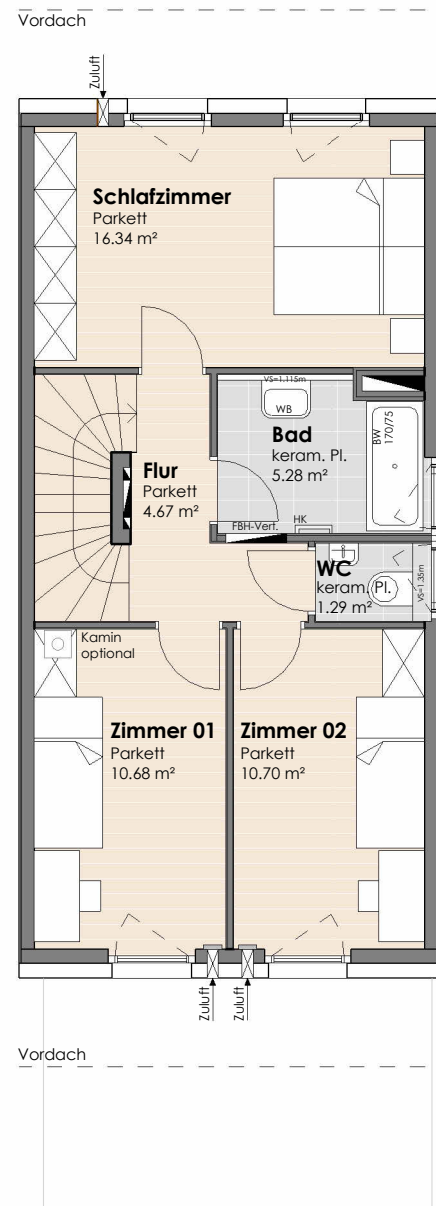 Vordach
Zuluft
Schlafzimmer
Parkett
16.34 m²
VS=1.115m
WB
Bad
keram. Pl.
5.28 m²
BW
170/75
Flur
Parkett
4.67 m²
FBH-Vert.
HK
WC
keram. Pl.
1.29 m²
VS=1.35m
Kamin
optional
Zimmer 01
Parkett
10.68 m²
Zimmer 02
Parkett
10.70 m²
Zuluft
Zuluft
Vordach